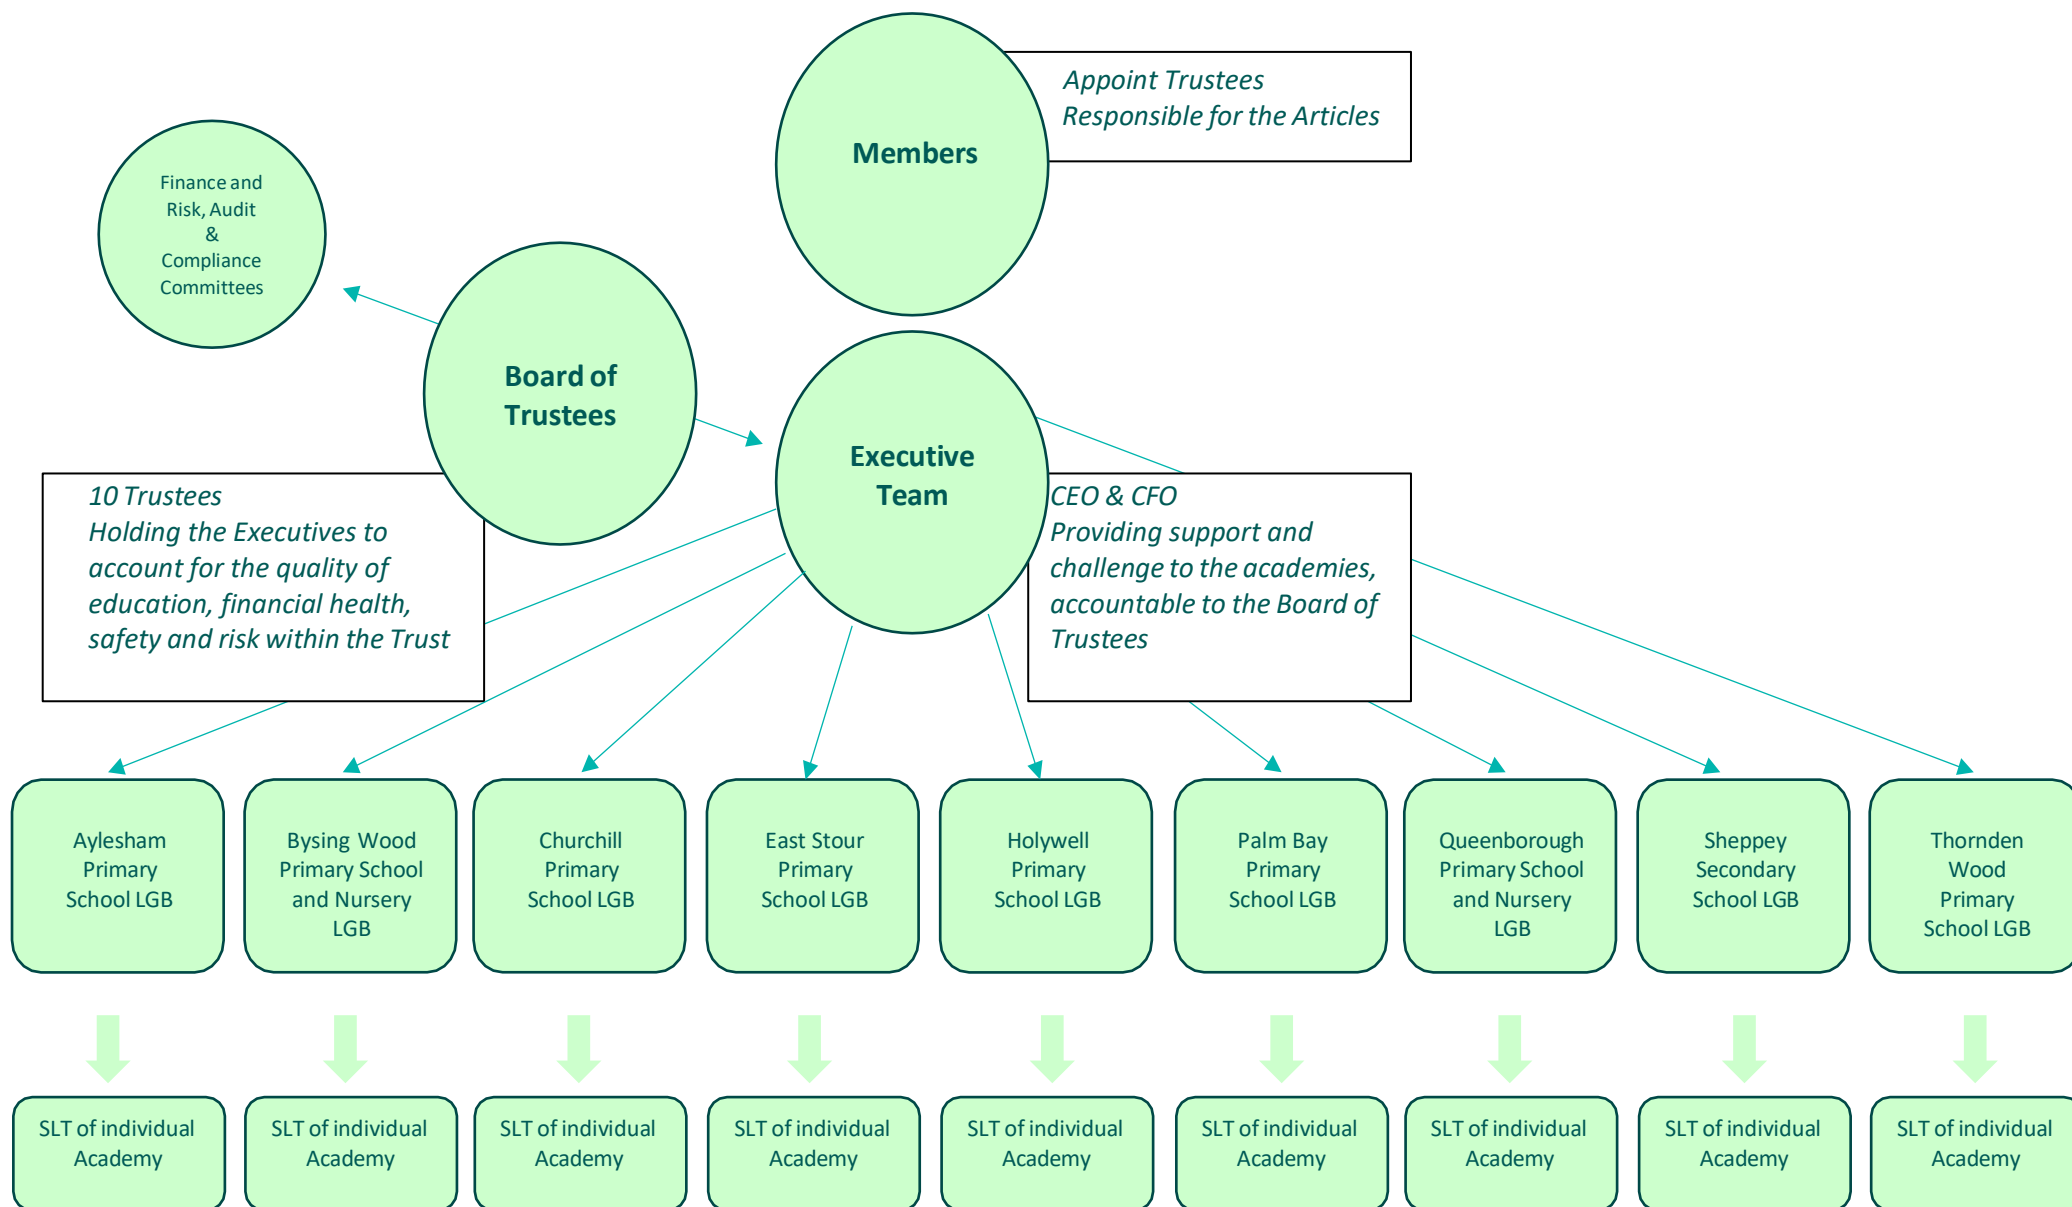 Members
Appoint Trustees
Responsible for the Articles
Finance and
Risk, Audit
&
Compliance
Committees
Board of
Trustees
Executive
Team
10 Trustees
Holding the Executives to
account for the quality of
education, financial health,
safety and risk within the Trust
CEO & CFO
Providing support and
challenge to the academies,
accountable to the Board of
Trustees
Aylesham
Primary
School LGB
Bysing Wood
Primary School
and Nursery
LGB
Churchill
Primary
School LGB
East Stour
Primary
School LGB
Holywell
Primary
School LGB
Palm Bay
Primary
School LGB
Queenborough
Primary School
and Nursery
LGB
Sheppey
Secondary
School LGB
Thornden
Wood
Primary
School LGB
SLT of individual
Academy
SLT of individual
Academy
SLT of individual
Academy
SLT of individual
Academy
SLT of individual
Academy
SLT of individual
Academy
SLT of individual
Academy
SLT of individual
Academy
SLT of individual
Academy